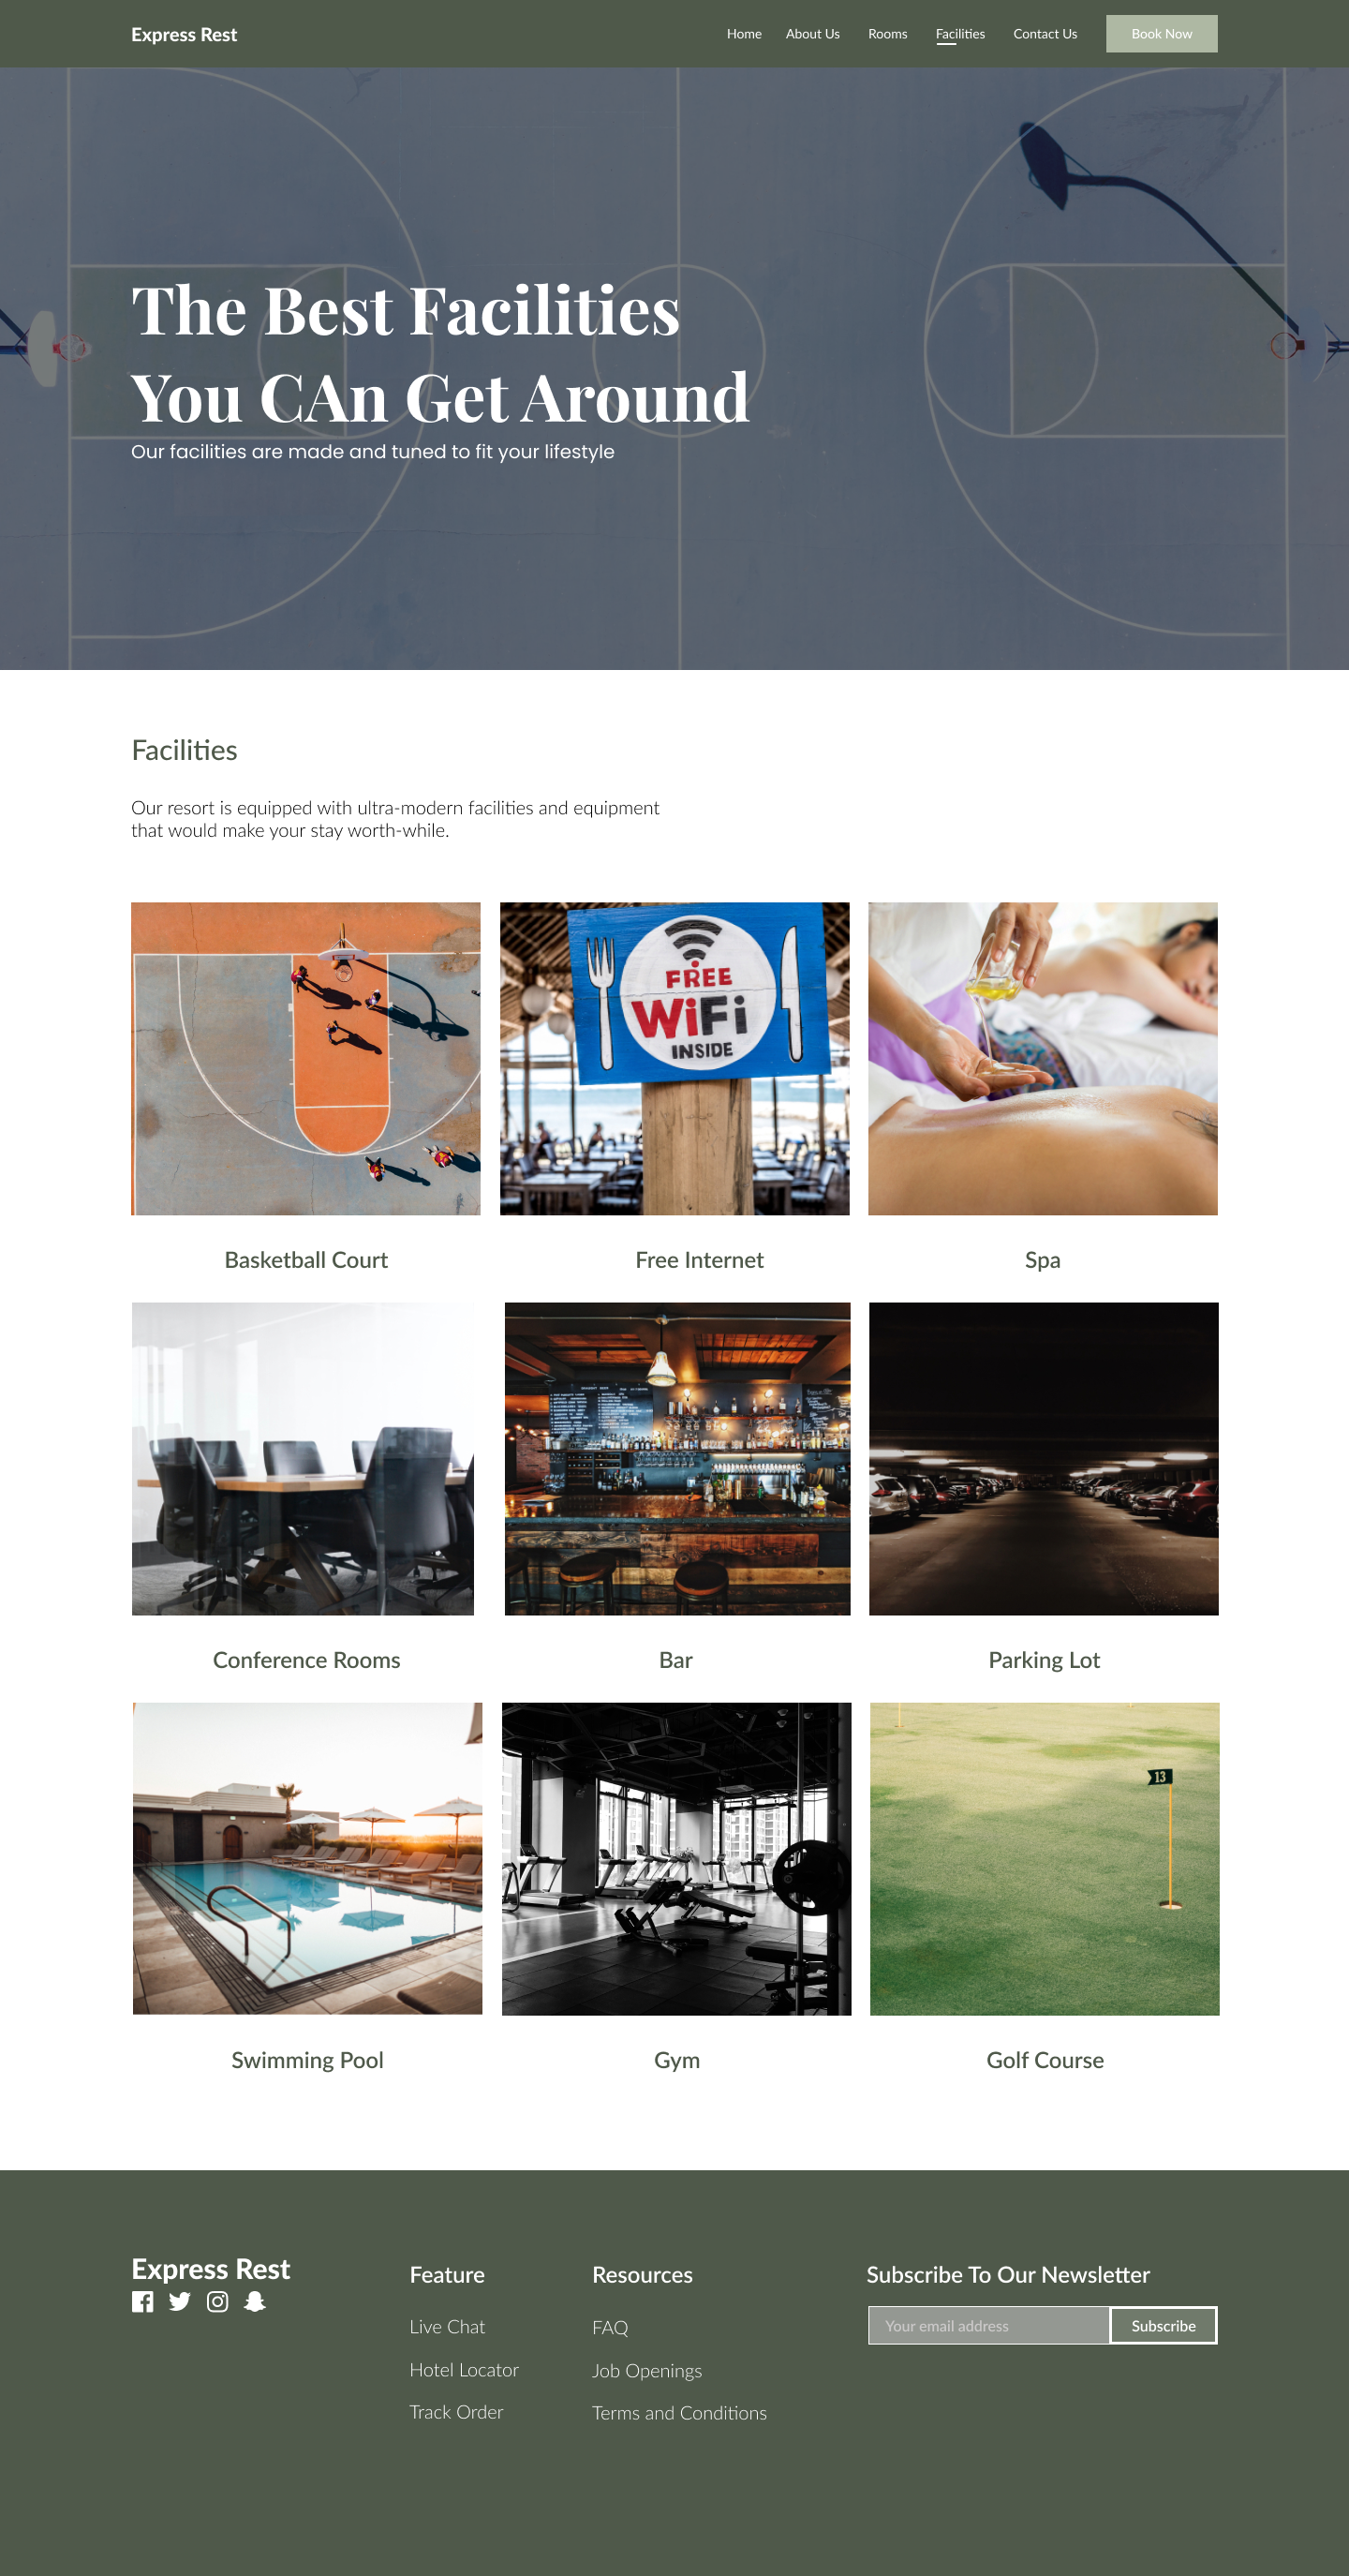 Express Rest
Home About Us Rooms Facilities Contact Us Book Now
The Best Facilities
You CAn Get Around
Our facilities are made and tuned to fit your lifestyle
Facilities
Our resort is equipped with ultra-modern facilities and equipment
that would make your stay worth-while.
FREE
WiFi
INSIDE
Basketball Court
Free Internet
Spa
Conference Rooms
Bar
Parking Lot
13
Swimming Pool
Gym
Golf Course
Express Rest
Feature
Live Chat
Hotel Locator
Track Order
Resources
FAQ
Job Openings
Terms and Conditions
Subscribe To Our Newsletter
Your email address
Subscribe